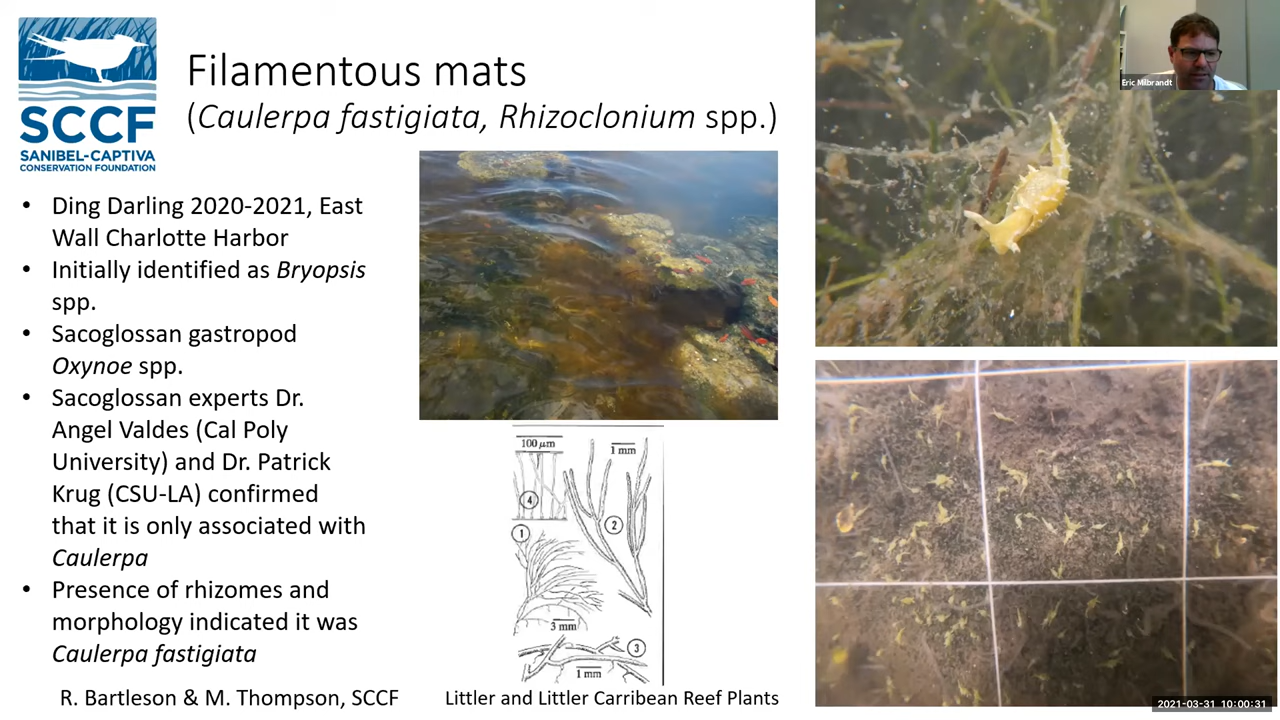 SCCF
SANIBEL-CAPTIVA
CONSERVATION FOUNDATION
Filamentous mats
(Caulerpa fastigiata, Rhizoclonium spp.)
• Ding Darling 2020-2021, East
Wall Charlotte Harbor
• Initially identified as Bryopsis
spp.
• Sacoglossan gastropod
Oxynoe spp.
• Sacoglossan experts Dr.
Angel Valdes (Cal Poly
University) and Dr. Patrick
Krug (CSU-LA) confirmed
that it is only associated with
Caulerpa
• Presence of rhizomes and
morphology indicated it was
Caulerpa fastigiata
R. Bartleson & M. Thompson, SCCF
100 μm
1 mm
4
2
1
3 mm
3
1 mm
Littler and Littler Carribean Reef Plants
Eric Milbrandt
2021-03-31 10:00:31